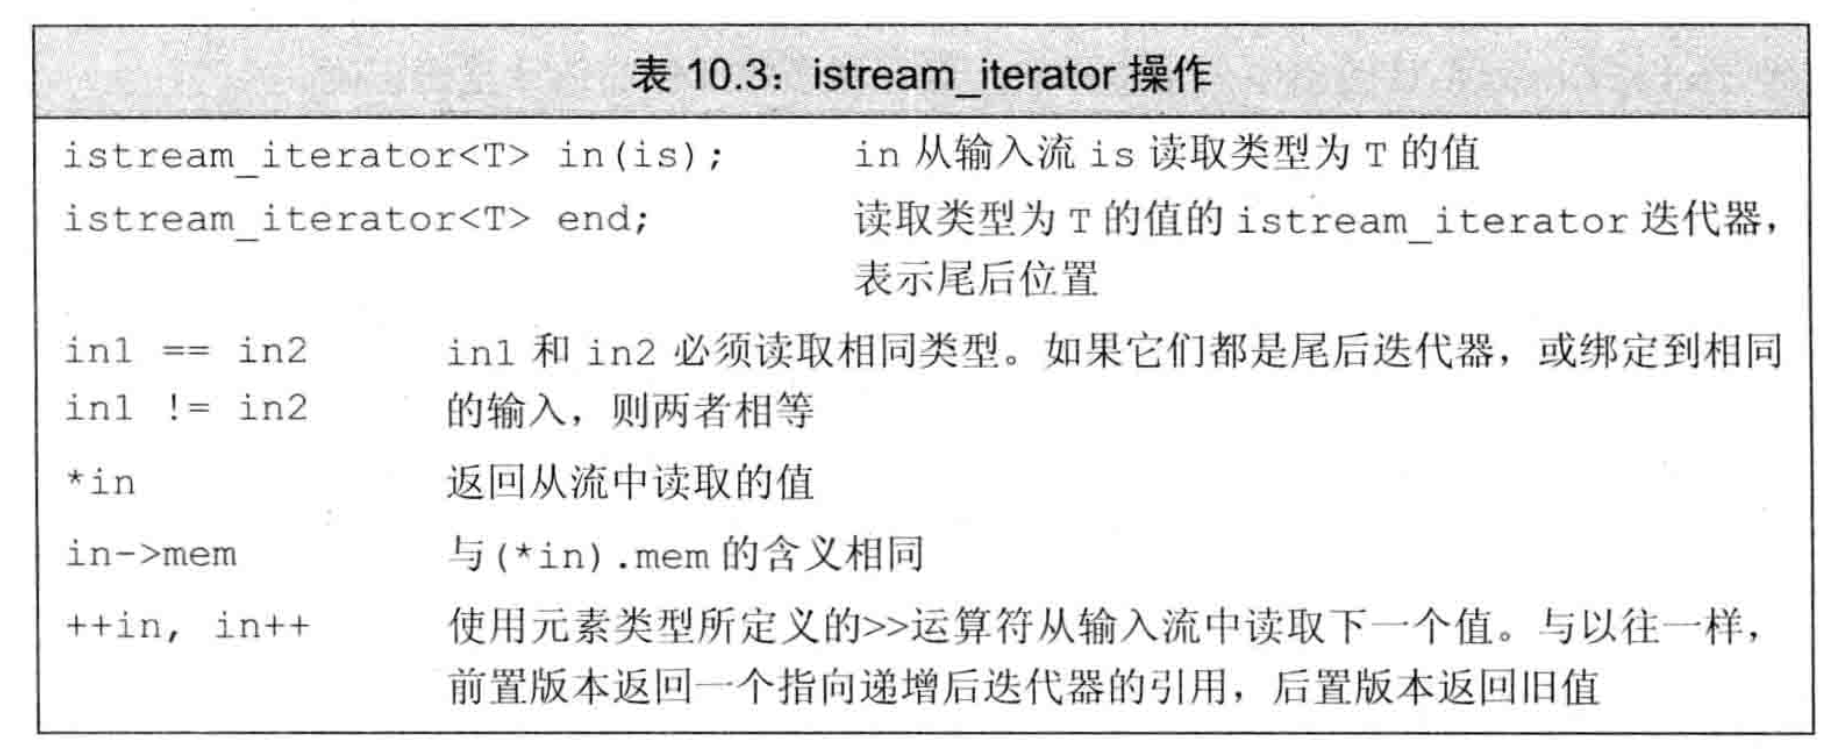 表 10.3：istream_iterator 操作
istream_iterator<T> in(is); in 从输入流 is 读取类型为 T 的值
istream_iterator<T> end; 读取类型为 T 的值的 istream_iterator 迭代器，
表示尾后位置
in1 == in2 in1 和 in2 必须读取相同类型。如果它们都是尾后迭代器，或绑定到相同
in1 != in2 的输入，则两者相等
*in 返回从流中读取的值
in->mem 与(*in).mem 的含义相同
++in, in++ 使用元素类型所定义的>>运算符从输入流中读取下一个值。与以往一样，
前置版本返回一个指向递增后迭代器的引用，后置版本返回旧值